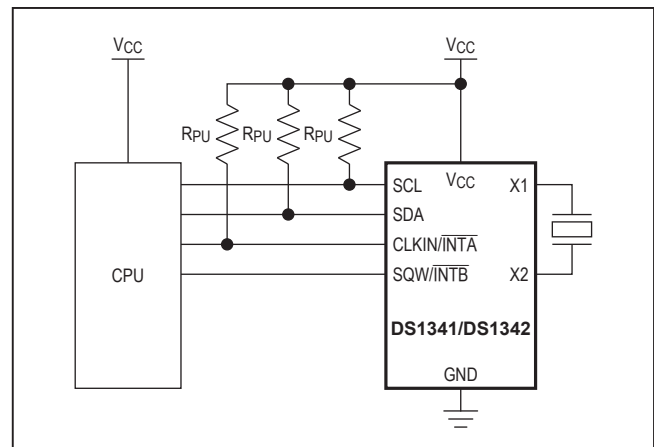 VCC
VCC
RPU
RPU
RPU
SCL
VCC
X1
SDA
CLKIN/INTA
CPU
SQW/INTB
X2
DS1341/DS1342
GND